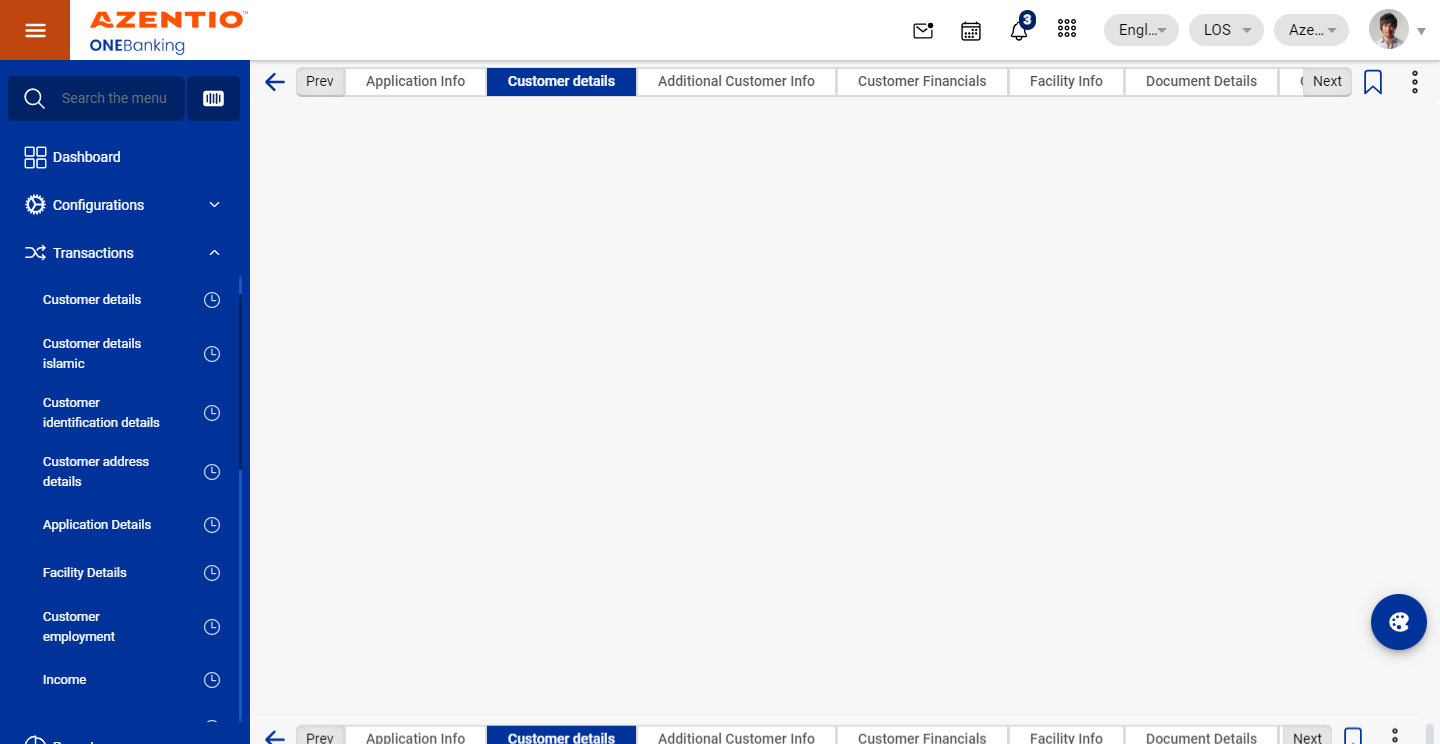 AZENTIO™
ONEBanking
3
Engl...
LOS
Aze...
Search the menu
Prev
Application Info
Customer details
Additional Customer Info
Customer Financials
Facility Info
Document Details
Next
Dashboard
Configurations
Transactions
Customer details
Customer details
islamic
Customer
identification details
Customer address
details
Application Details
Facility Details
Customer
employment
Income
Prev
Application Info
Customer details
Additional Customer Info
Customer Financials
Facility Info
Document Details
Next